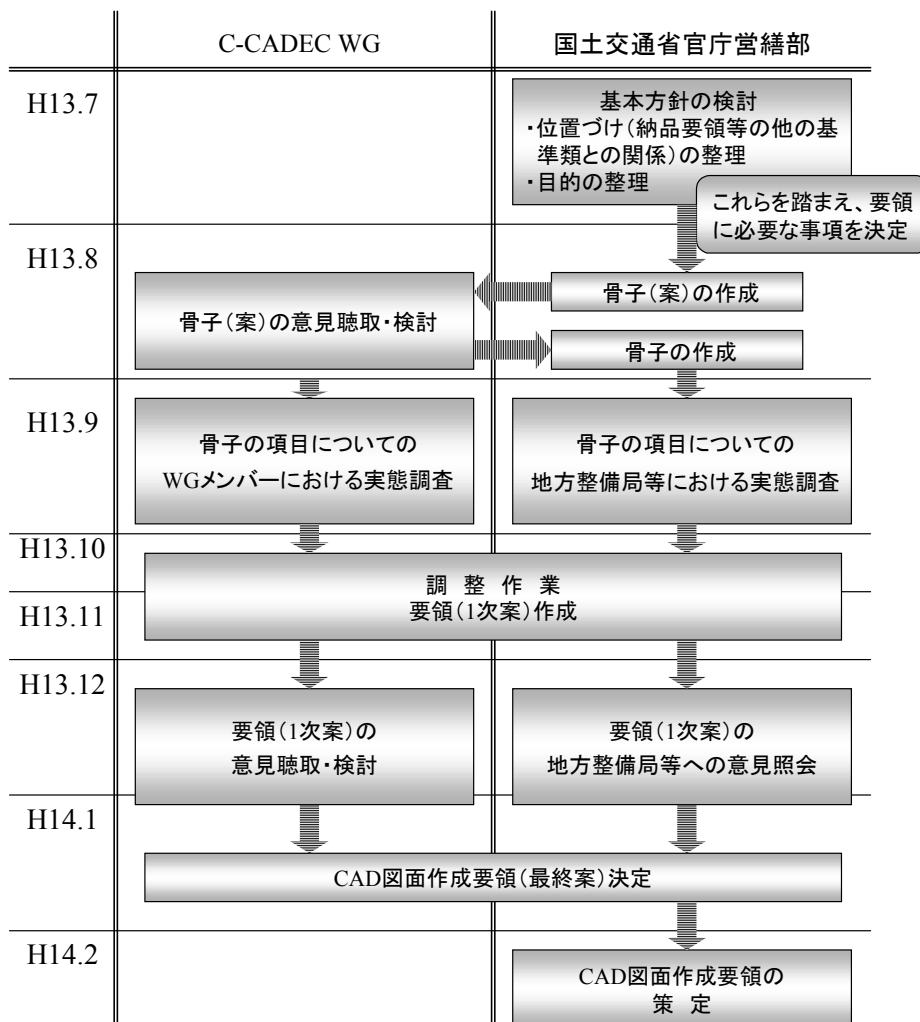 C-CADEC WG
国土交通省官庁営繕部
H13.7
基本方針の検討
・位置づけ(納品要領等の他の基
準類との関係)の整理
・目的の整理
これらを踏まえ、要領
に必要な事項を決定
H13.8
骨子(案)の作成
骨子(案)の意見聴取・検討
骨子の作成
H13.9
骨子の項目についての
WGメンバーにおける実態調査
骨子の項目についての
地方整備局等における実態調査
H13.10
調 整 作 業
要領(1次案)作成
H13.11
H13.12
要領(1次案)の
意見聴取・検討
要領(1次案)の
地方整備局等への意見照会
H14.1
CAD図面作成要領(最終案)決定
H14.2
CAD図面作成要領の
策 定